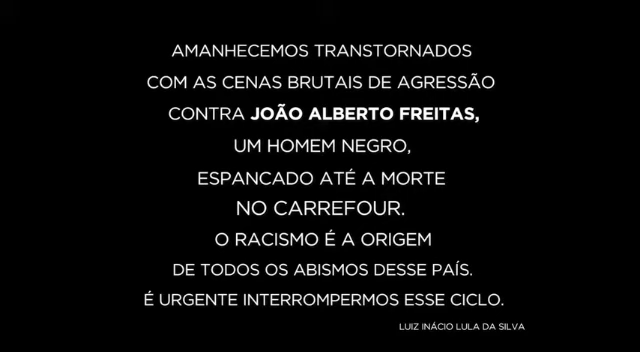 AMANHECEMOS TRANSTORNADOS
COM AS CENAS BRUTAIS DE AGRESSÃO
CONTRA JOÃO ALBERTO FREITAS,
UM HOMEM NEGRO,
ESPANCADO ATÉ A MORTE
NO CARREFOUR.
O RACISMO É A ORIGEM
DE TODOS OS ABISMOS DESSE PAÍS.
É URGENTE INTERROMPERMOS ESSE CICLO.
LUIZ INÁCIO LULA DA SILVA